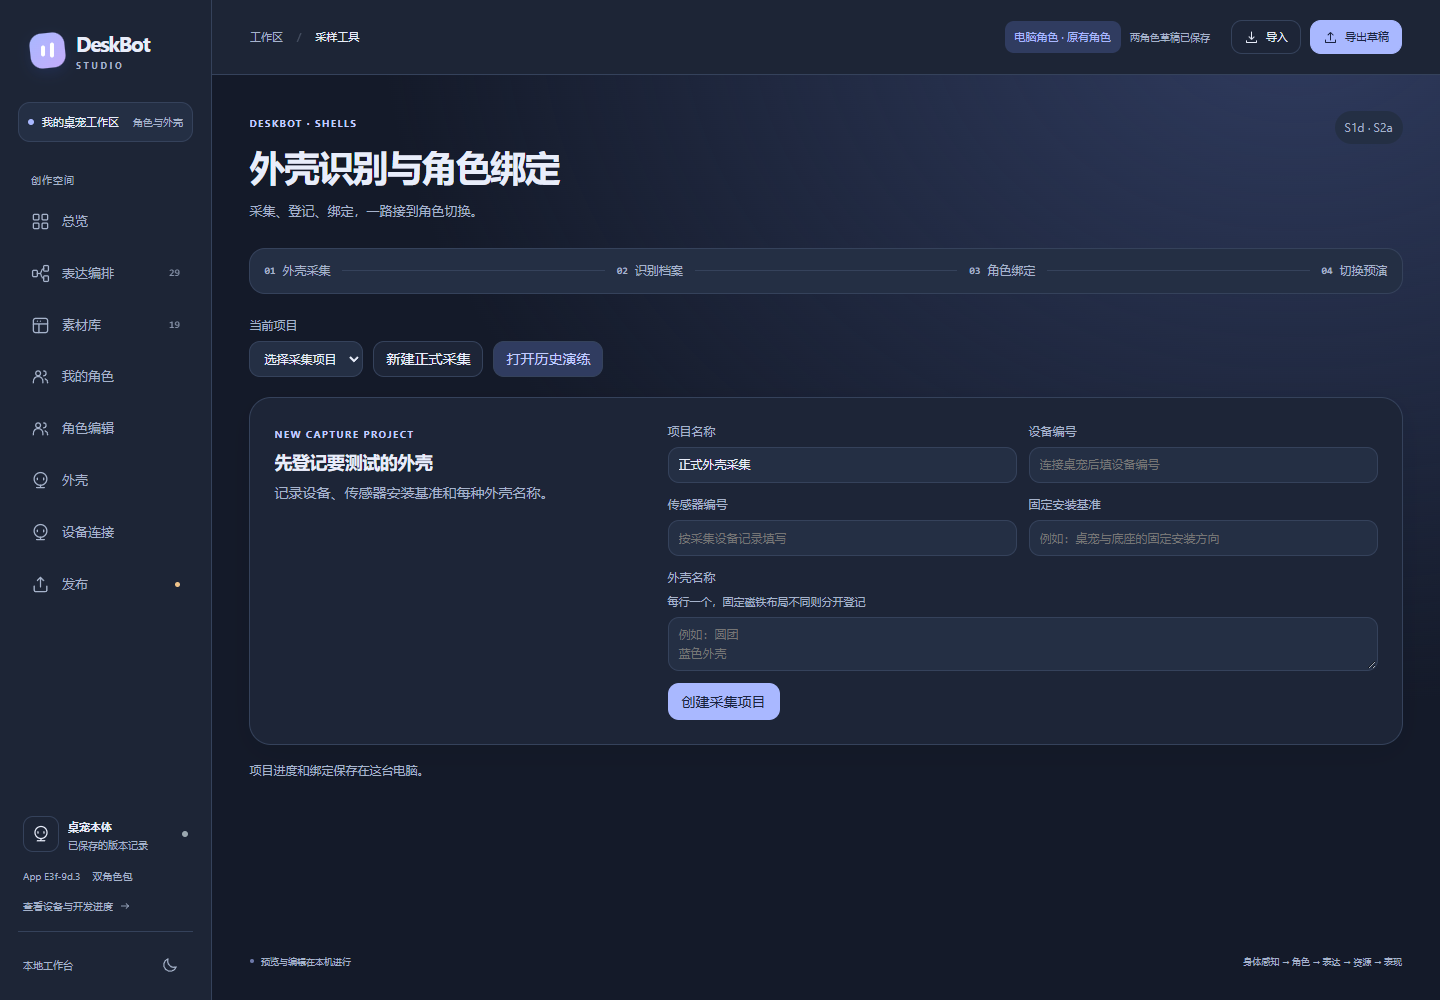 DeskBot
STUDIO
我的桌宠工作区 角色与外壳
创作空间
总览
表达编排 29
素材库 19
我的角色
角色编辑
外壳
设备连接
发布
桌宠本体
已保存的版本记录
App E3f-9d.3 双角色包
查看设备与开发进度 →
本地工作台
工作区 / 采样工具
电脑角色 · 原有角色 两角色草稿已保存 导入 导出草稿
DESKBOT · SHELLS
S1d · S2a
外壳识别与角色绑定
采集、登记、绑定，一路接到角色切换。
01 外壳采集 02 识别档案 03 角色绑定 04 切换预演
当前项目
选择采集项目 新建正式采集 打开历史演练
NEW CAPTURE PROJECT
先登记要测试的外壳
记录设备、传感器安装基准和每种外壳名称。
项目名称 设备编号
正式外壳采集 连接桌宠后填设备编号
传感器编号 固定安装基准
按采集设备记录填写 例如：桌宠与底座的固定安装方向
外壳名称
每行一个，固定磁铁布局不同则分开登记
例如：圆团
蓝色外壳
创建采集项目
项目进度和绑定保存在这台电脑。
预览与编辑在本机进行 身体感知 → 角色 → 表达 → 资源 → 表现